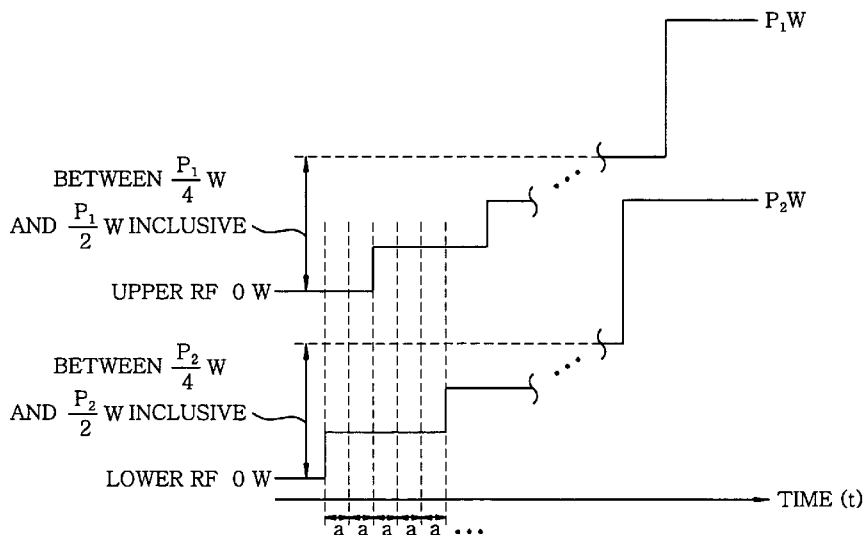 P₁W
BETWEEN P₁/4 W
AND P₁/2 W INCLUSIVE
P₂W
UPPER RF 0 W
BETWEEN P₂/4 W
AND P₂/2 W INCLUSIVE
LOWER RF 0 W
TIME (t)
a a a a a •••